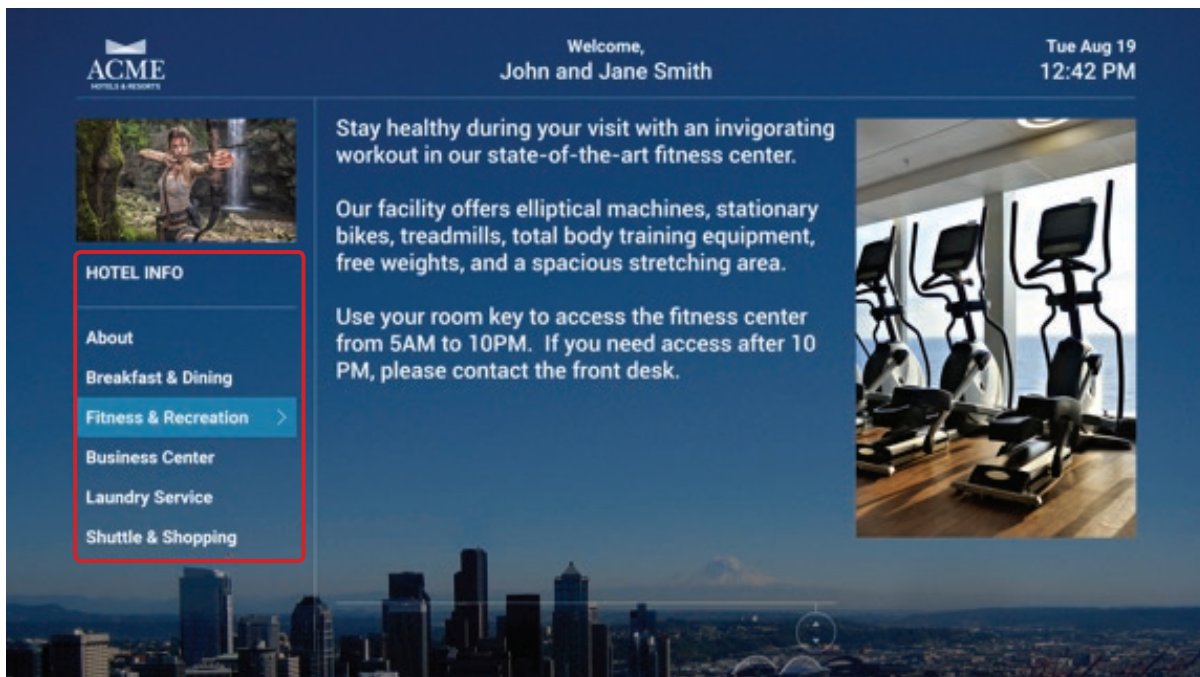 ACME
HOTELS & RESORTS
Welcome,
John and Jane Smith
Tue Aug 19
12:42 PM
HOTEL INFO
About
Breakfast & Dining
Fitness & Recreation
Business Center
Laundry Service
Shuttle & Shopping
Stay healthy during your visit with an invigorating
workout in our state-of-the-art fitness center.
Our facility offers elliptical machines, stationary
bikes, treadmills, total body training equipment,
free weights, and a spacious stretching area.
Use your room key to access the fitness center
from 5AM to 10PM.  If you need access after 10
PM, please contact the front desk.